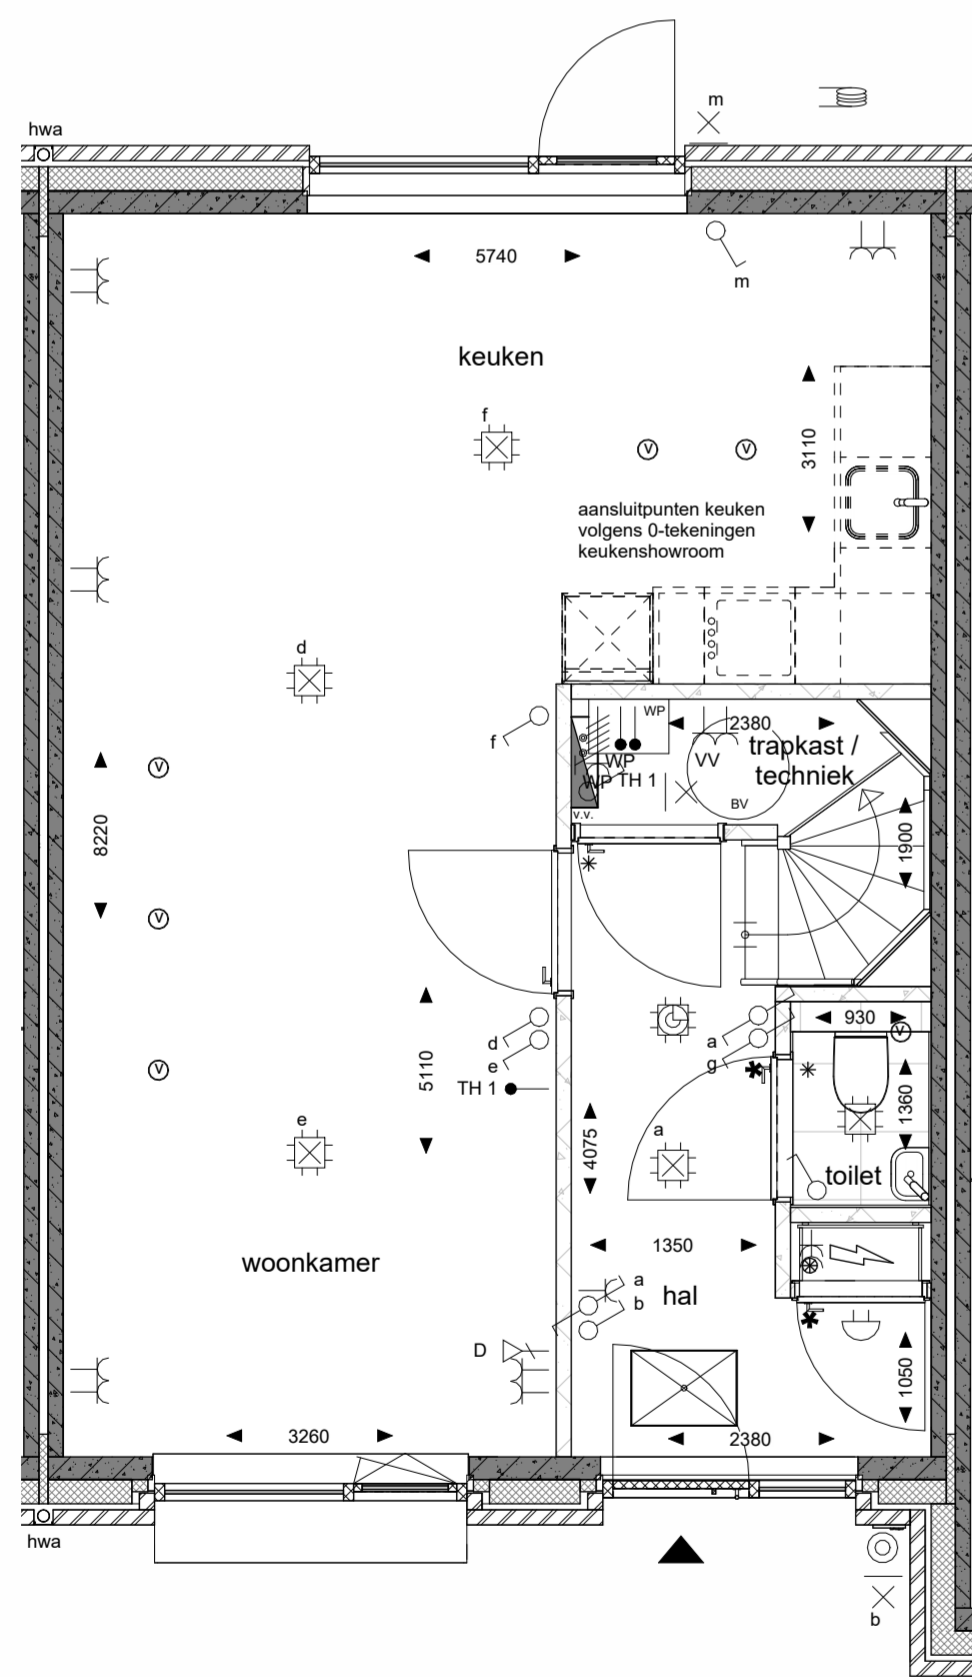 m
hwa
5740
m
keuken
f
3110
aansluitpunten keuken
volgens 0-tekeningen
keukenshowroom
v
v
d
f
WP
2380
trapkast /
techniek
WP
VV
WP TH 1
BV
v.v.
v
8220
1900
v
d
e
TH 1
5110
a
g
930
v
v
1360
e
4075
a
toilet
woonkamer
1350
a
b
hal
D
1050
3260
2380
hwa
b